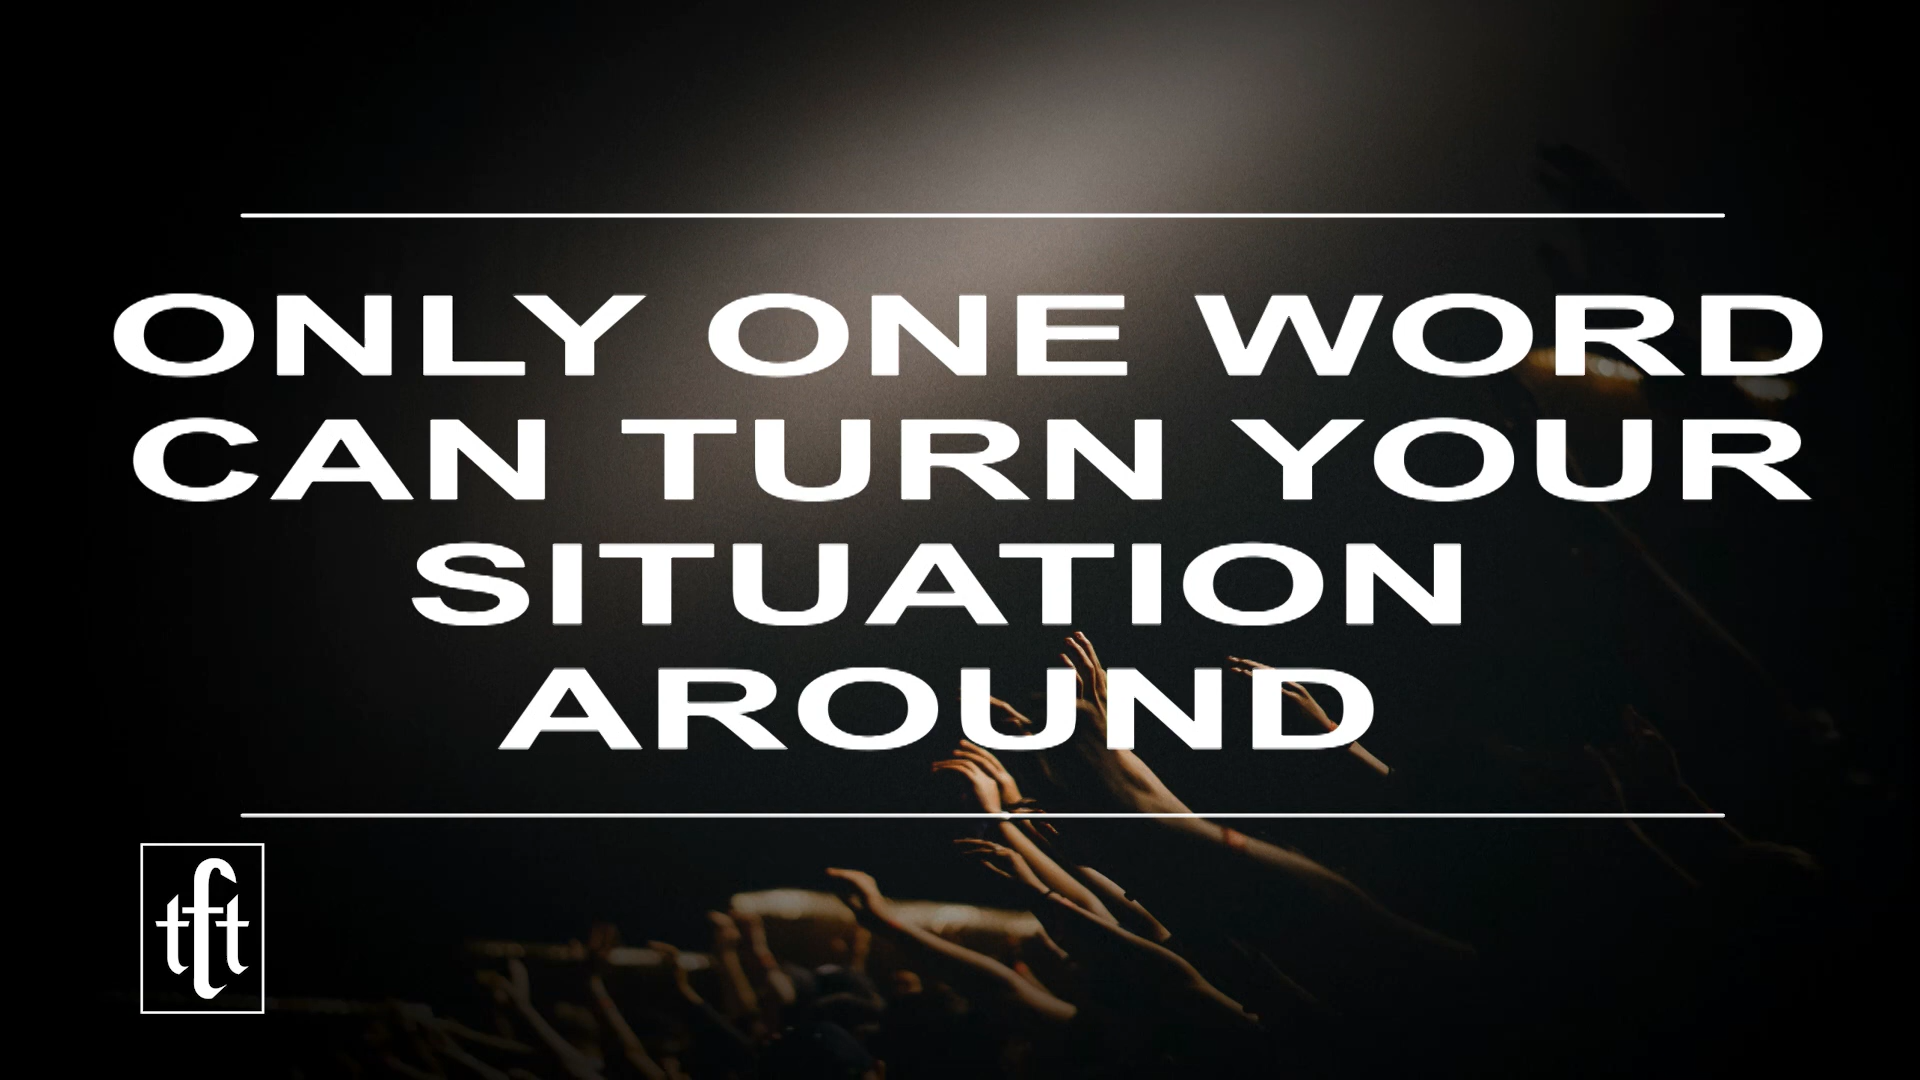 ONLY ONE WORD
CAN TURN YOUR
SITUATION
AROUND
tft